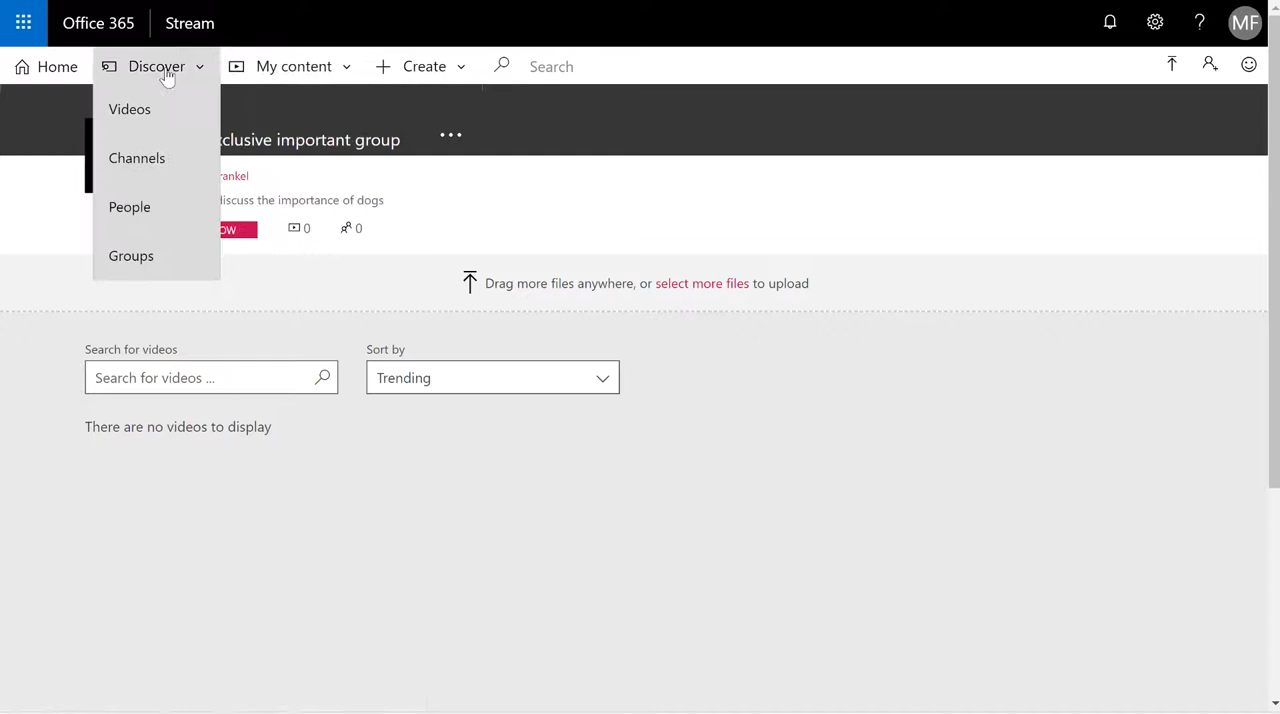 Office 365 Stream MF
Home Discover My content Create Search
Videos
Channels
People
Groups
clusive important group
rankel
discuss the importance of dogs
OW 0 0
Drag more files anywhere, or select more files to upload
Search for videos Sort by
Search for videos ... Trending
There are no videos to display